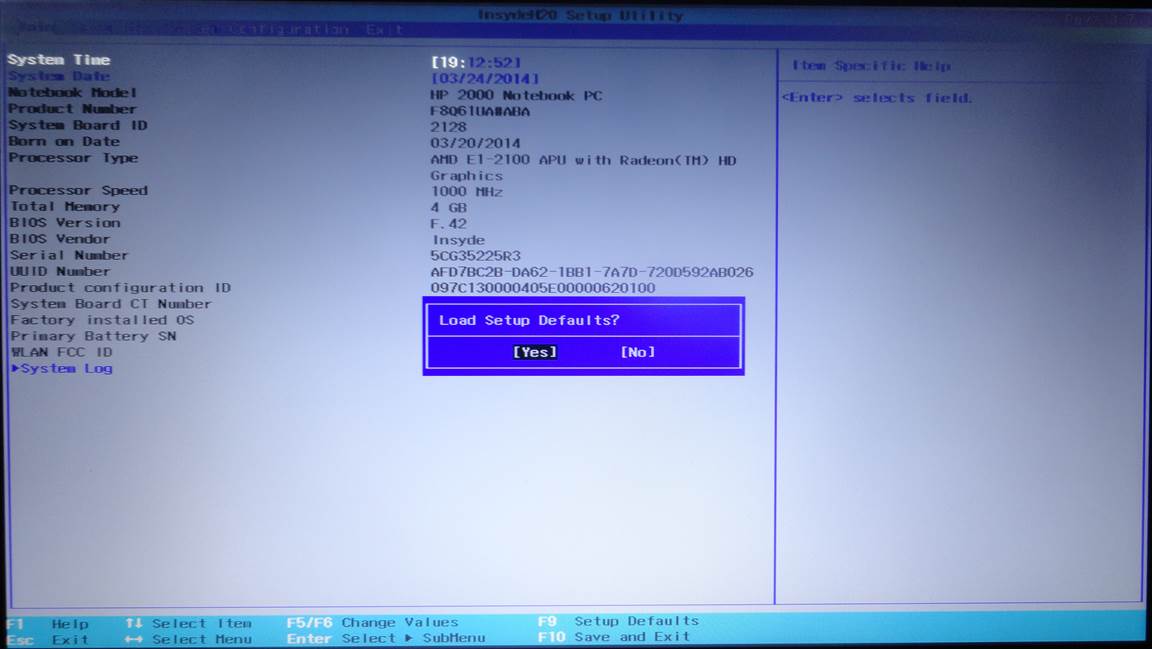 InsydeH20 Setup Utility
Configuration Exit
System Time [19:12:52]
System Date [03/24/2014]
Notebook Model HP 2000 Notebook PC
Product Number F8Q61UA#ABA
System Board ID 2128
Born on Date 03/20/2014
Processor Type AMD E1-2100 APU with Radeon(TM) HD
Graphics
Processor Speed 1000 MHz
Total Memory 4 GB
BIOS Version F.42
BIOS Vendor Insyde
Serial Number 5CG35225R3
UUID Number AFD7BC2B-DA62-1BB1-7A7D-720D592AB026
Product configuration ID 097C130000405E00000620100
System Board CT Number
Factory installed OS
Primary Battery SN
WLAN FCC ID
▶System Log
Load Setup Defaults?
[Yes] [No]
Item Specific Help
<Enter> selects field.
F1 Help ↑↓ Select Item F5/F6 Change Values F9 Setup Defaults
Esc Exit ↔ Select Menu Enter Select ▶ SubMenu F10 Save and Exit